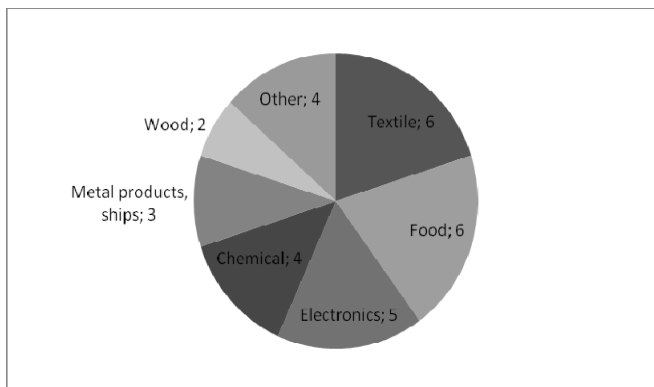 Other; 4
Textile; 6
Wood; 2
Metal products,
ships; 3
Food; 6
Chemical; 4
Electronics; 5